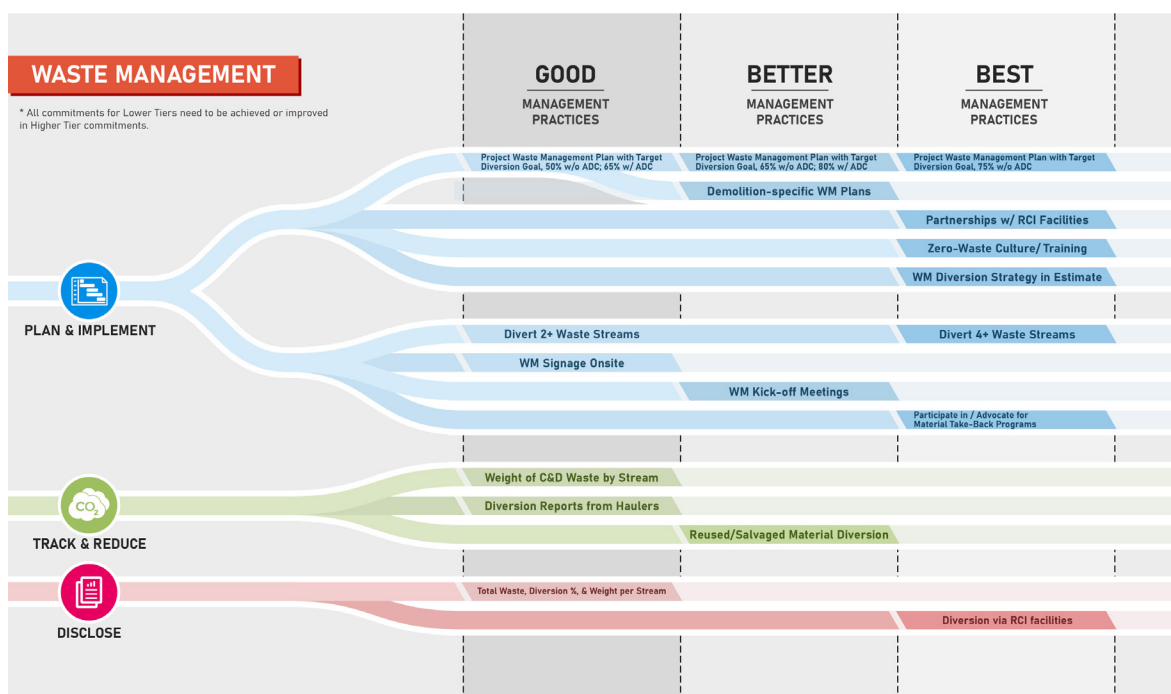 WASTE MANAGEMENT
* All commitments for Lower Tiers need to be achieved or improved
in Higher Tier commitments.
GOOD
MANAGEMENT
PRACTICES
BETTER
MANAGEMENT
PRACTICES
BEST
MANAGEMENT
PRACTICES
Project Waste Management Plan with Target
Diversion Goal, 50% w/o ADC; 65% w/ ADC
Project Waste Management Plan with Target
Diversion Goal, 65% w/o ADC; 80% w/ ADC
Project Waste Management Plan with Target
Diversion Goal, 75% w/o ADC
Demolition-specific WM Plans
Partnerships w/ RCI Facilities
Zero-Waste Culture/ Training
WM Diversion Strategy in Estimate
PLAN & IMPLEMENT
Divert 2+ Waste Streams
Divert 4+ Waste Streams
WM Signage Onsite
WM Kick-off Meetings
Participate in / Advocate for
Material Take-Back Programs
Weight of C&D Waste by Stream
CO2
Diversion Reports from Haulers
Reused/Salvaged Material Diversion
TRACK & REDUCE
Total Waste, Diversion %, & Weight per Stream
Diversion via RCI facilities
DISCLOSE